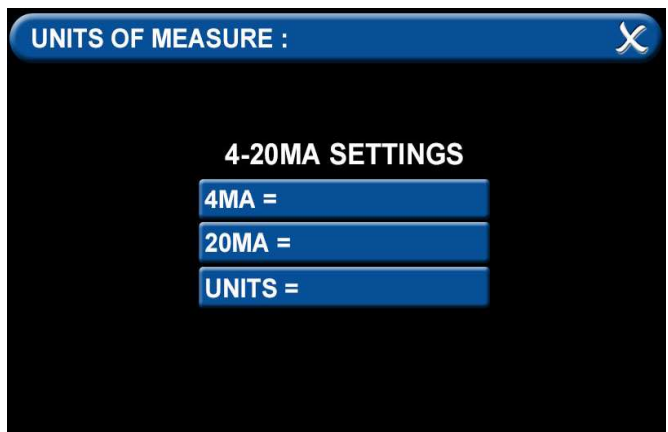 UNITS OF MEASURE :
4-20MA SETTINGS
4MA =
20MA =
UNITS =